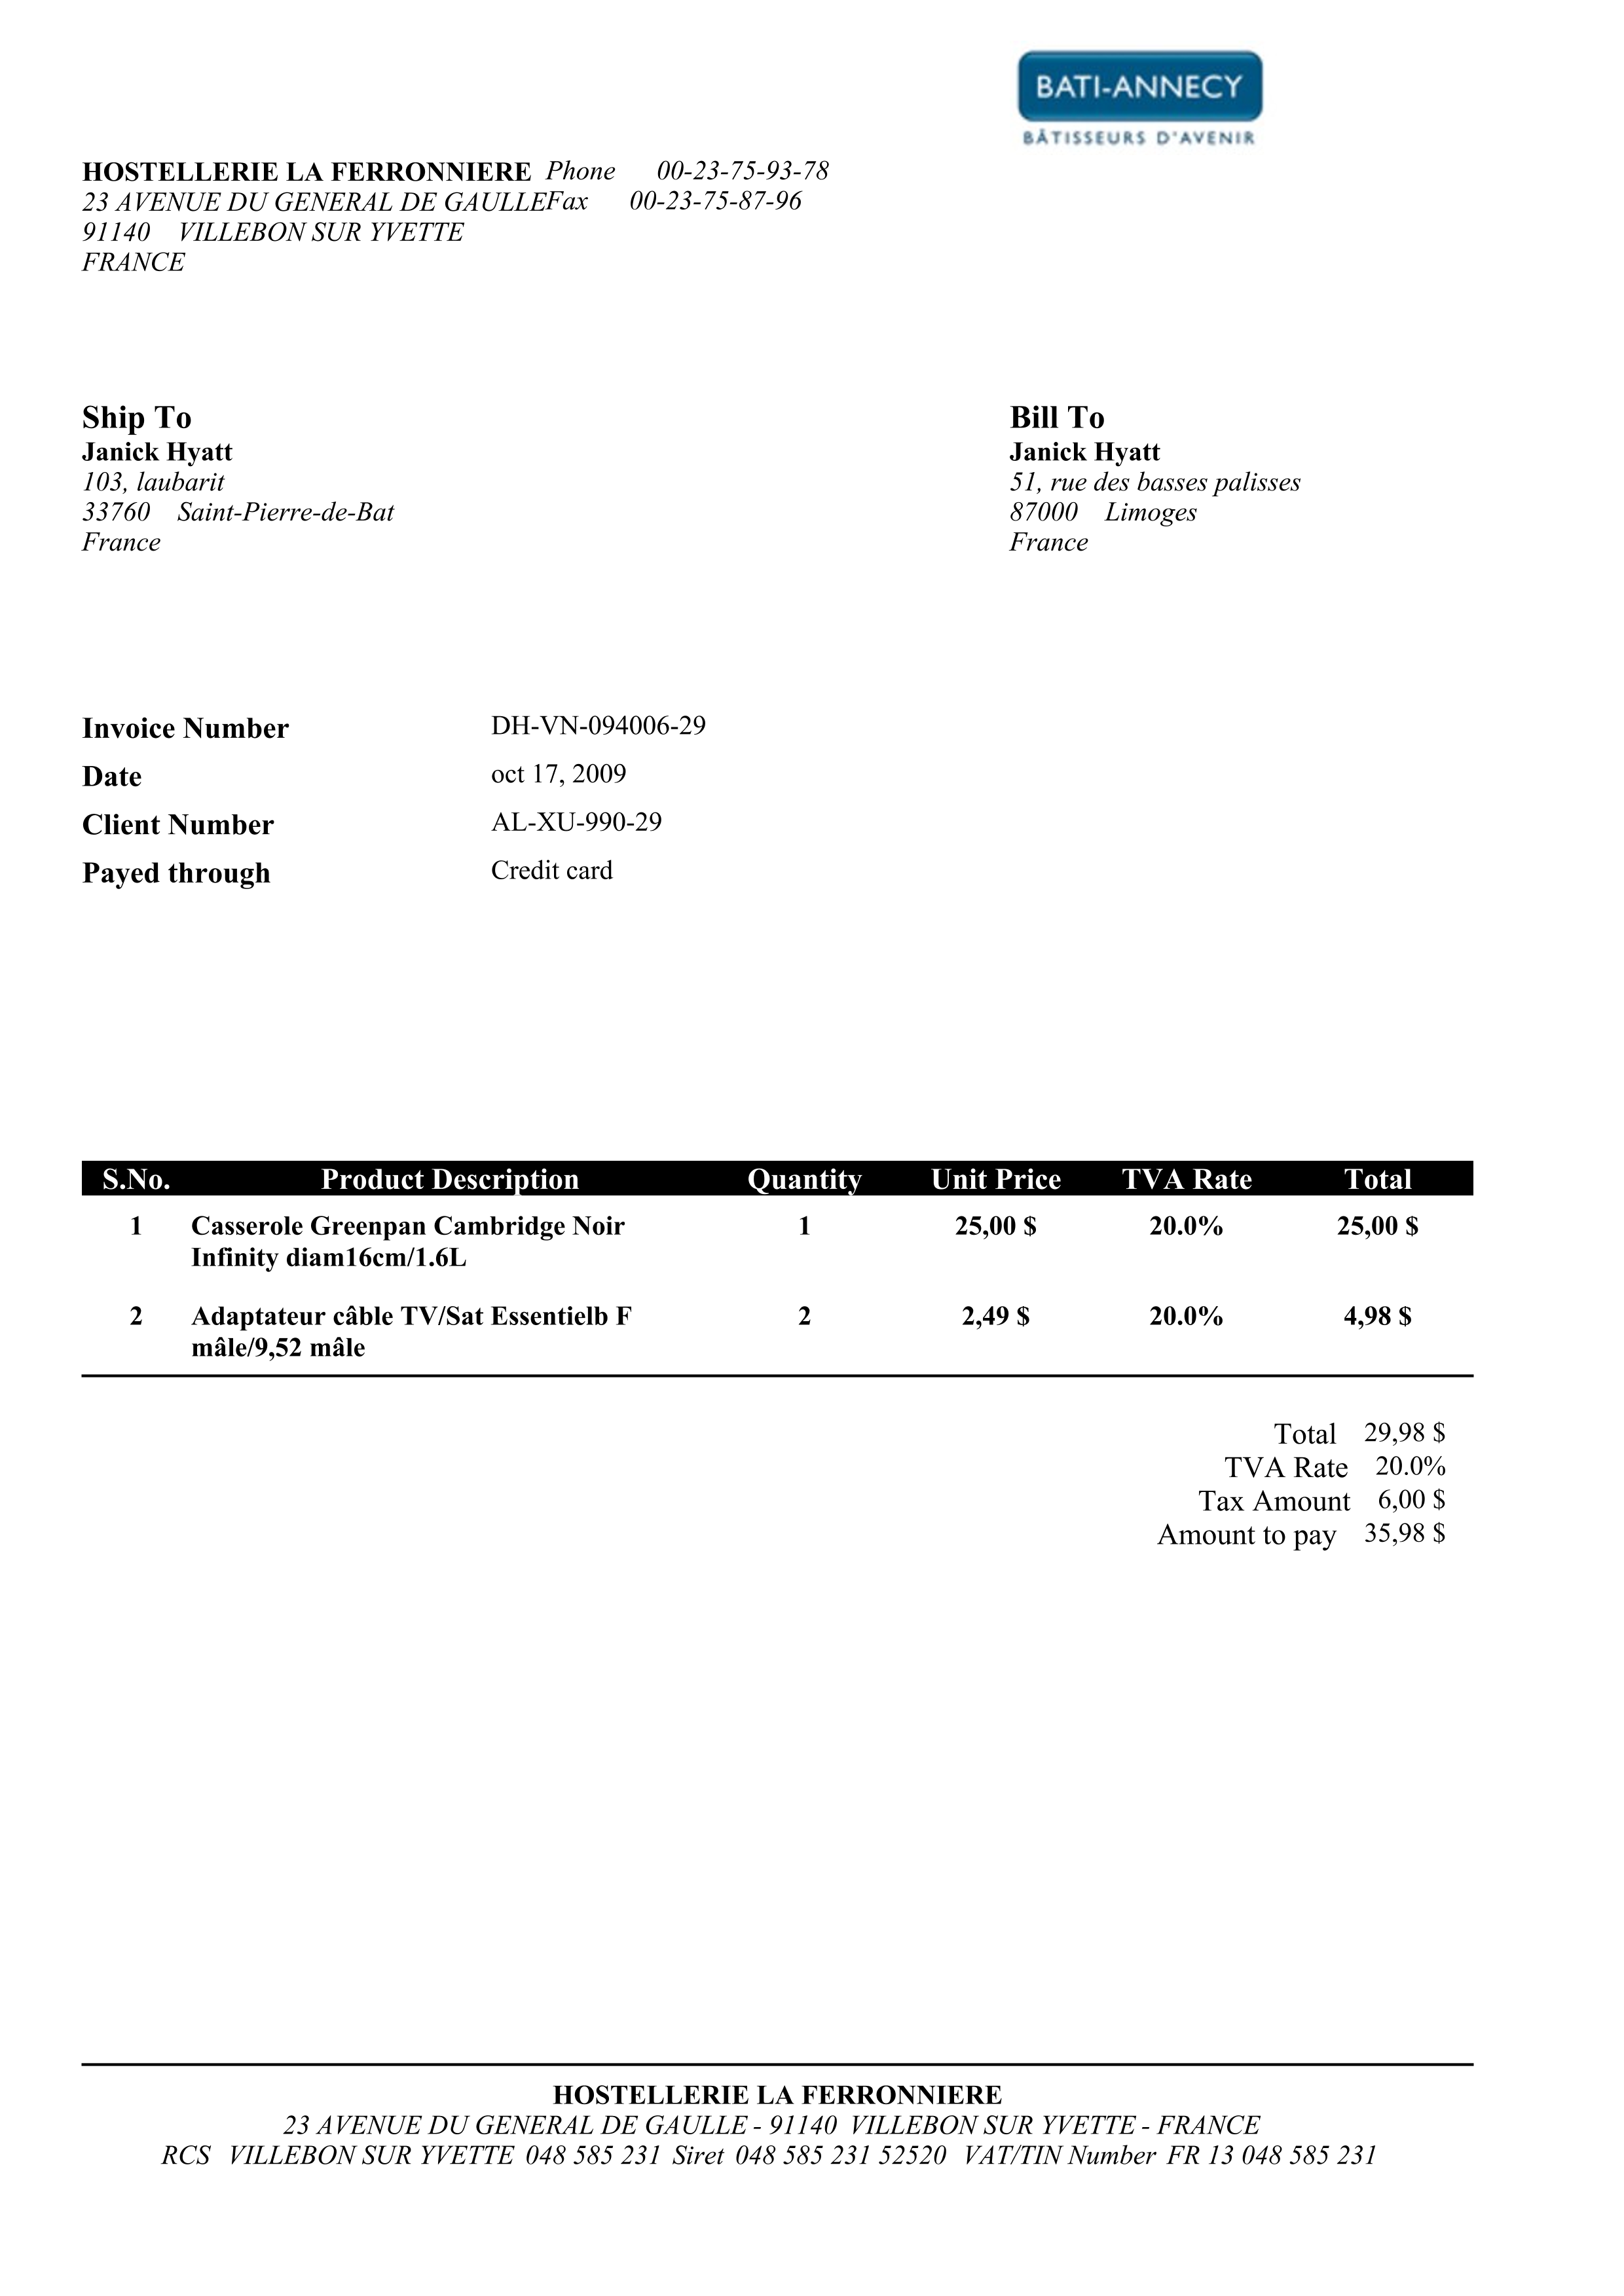 BATI-ANNECY
BÂTISSEURS D'AVENIR
HOSTELLERIE LA FERRONNIERE Phone 00-23-75-93-78
23 AVENUE DU GENERAL DE GAULLEFax 00-23-75-87-96
91140 VILLEBON SUR YVETTE
FRANCE
Ship To
Janick Hyatt
103, laubarit
33760 Saint-Pierre-de-Bat
France
Bill To
Janick Hyatt
51, rue des basses palisses
87000 Limoges
France
Invoice Number DH-VN-094006-29
Date oct 17, 2009
Client Number AL-XU-990-29
Payed through Credit card
S.No. Product Description Quantity Unit Price TVA Rate Total
1 Casserole Greenpan Cambridge Noir 1 25,00 $ 20.0% 25,00 $
Infinity diam16cm/1.6L
2 Adaptateur câble TV/Sat Essentielb F 2 2,49 $ 20.0% 4,98 $
mâle/9,52 mâle
Total 29,98 $
TVA Rate 20.0%
Tax Amount 6,00 $
Amount to pay 35,98 $
HOSTELLERIE LA FERRONNIERE
23 AVENUE DU GENERAL DE GAULLE - 91140 VILLEBON SUR YVETTE - FRANCE
RCS VILLEBON SUR YVETTE 048 585 231 Siret 048 585 231 52520 VAT/TIN Number FR 13 048 585 231